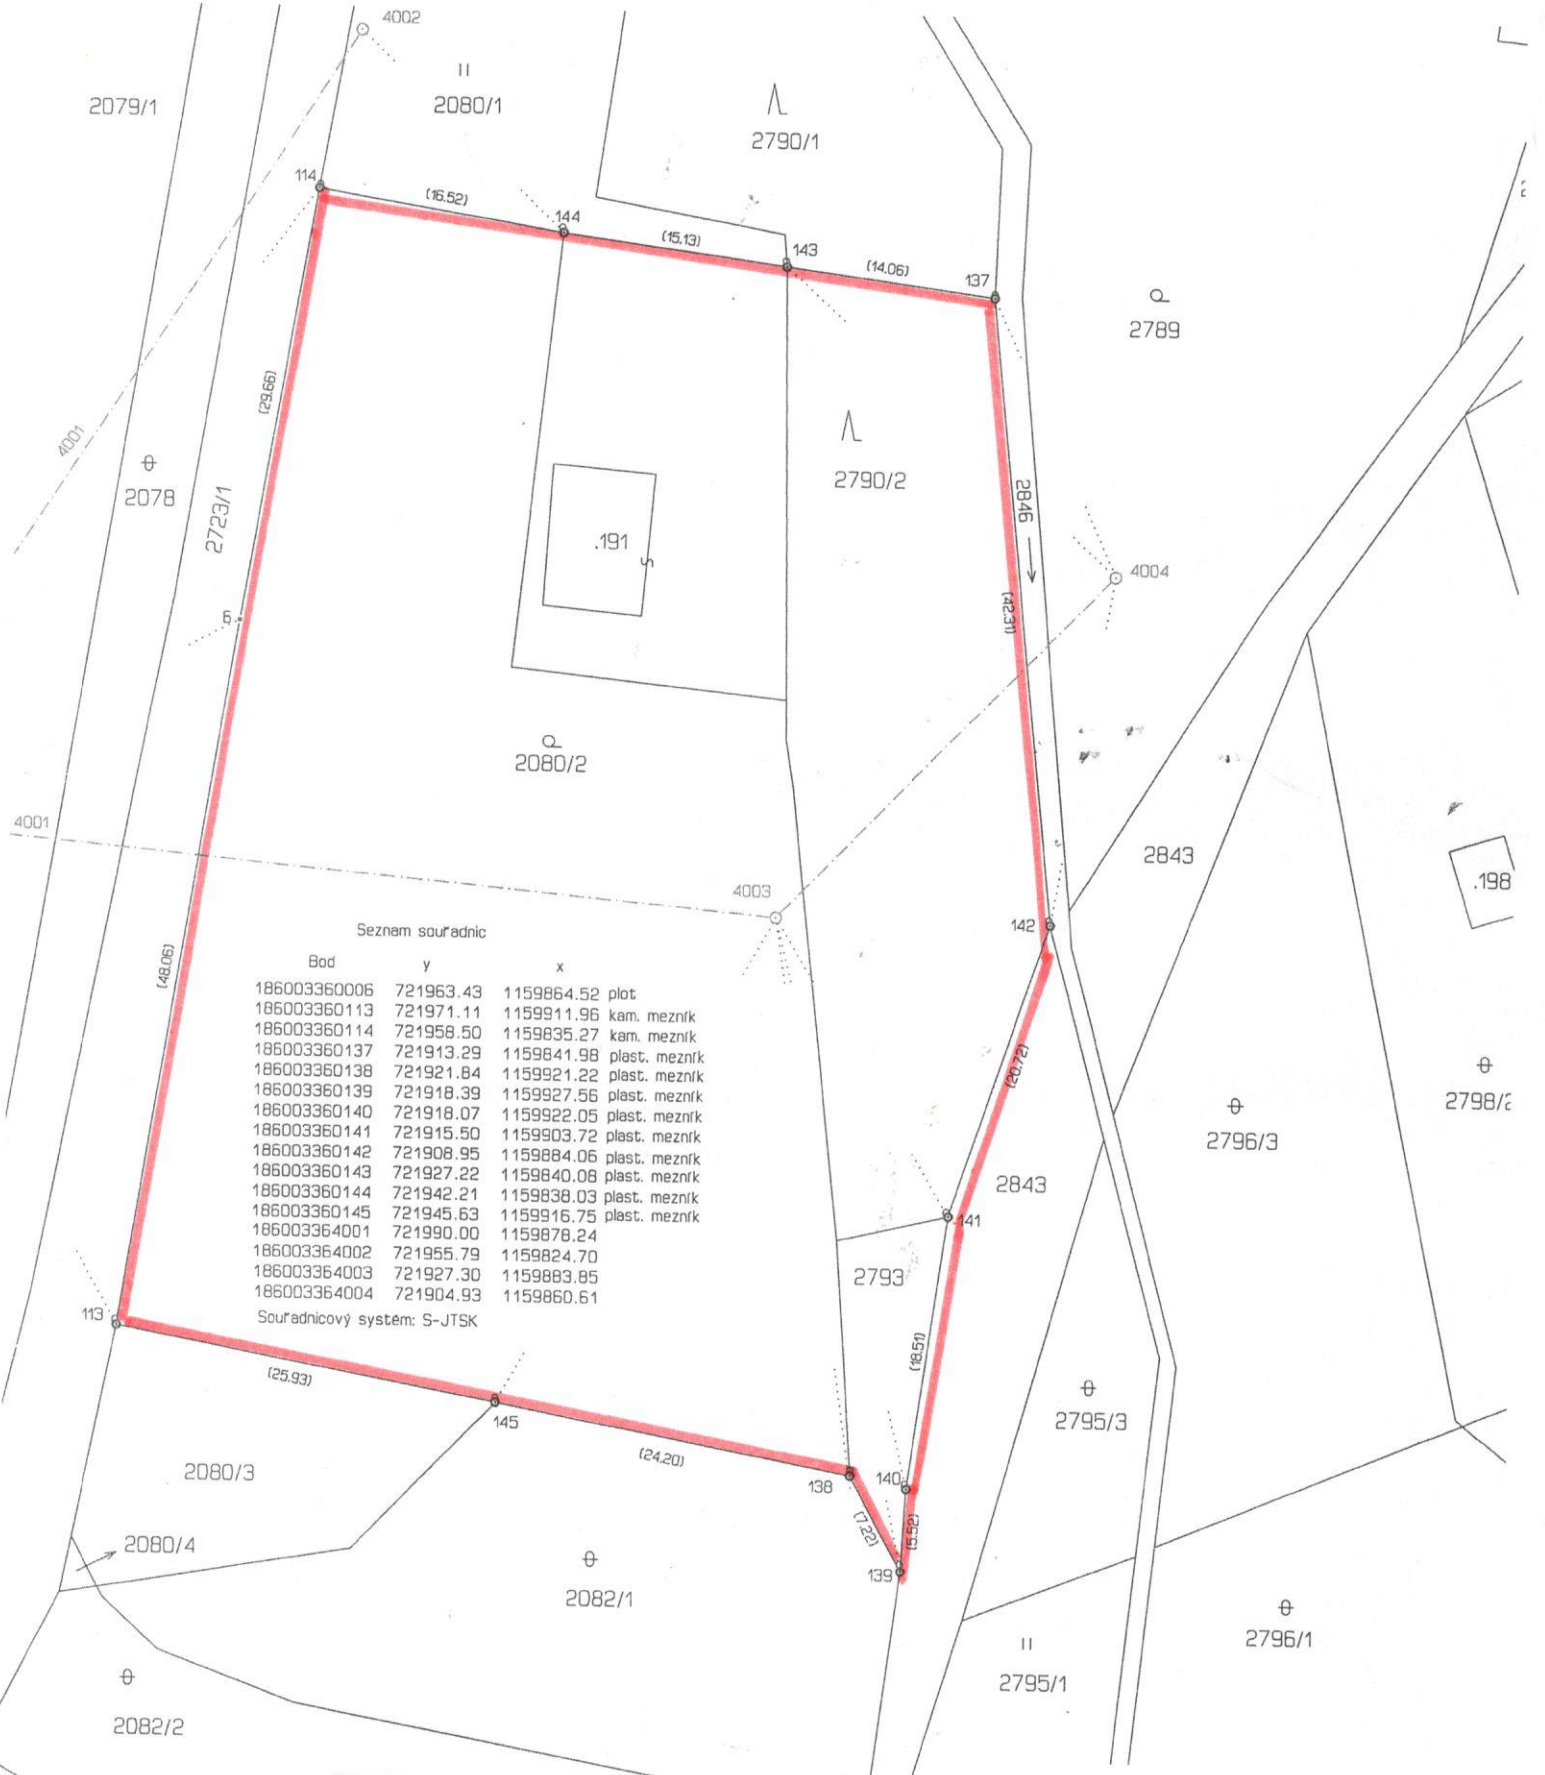 4002
2079/1
2080/1
2790/1
114
(16.52)
144
(15.13)
143
(14.06)
137
2789
(29.66)
4001
2078
2723/1
2790/2
2846
.191
4004
6
(42.31)
2080/2
4001
4003
2843
.198
142
(48.06)
Seznam souřadnic
Bod y x
186003360006 721963.43 1159864.52 plot
186003360113 721971.11 1159911.96 kam. mezník
186003360114 721958.50 1159835.27 kam. mezník
186003360137 721913.29 1159841.98 plast. mezník
186003360138 721921.84 1159921.22 plast. mezník
186003360139 721918.39 1159927.56 plast. mezník
186003360140 721918.07 1159922.05 plast. mezník
186003360141 721915.50 1159903.72 plast. mezník
186003360142 721908.95 1159884.06 plast. mezník
186003360143 721927.22 1159840.08 plast. mezník
186003360144 721942.21 1159838.03 plast. mezník
186003360145 721945.63 1159916.75 plast. mezník
186003364001 721990.00 1159878.24
186003364002 721955.79 1159824.70
186003364003 721927.30 1159883.85
186003364004 721904.93 1159860.61
Souřadnicový systém: S-JTSK
(20.72)
2798/2
2796/3
2843
141
2793
113
(18.51)
(25.93)
145
2795/3
(24.20)
2080/3
138
140
(7.22)
(5.52)
2080/4
139
2082/1
2796/1
2795/1
2082/2